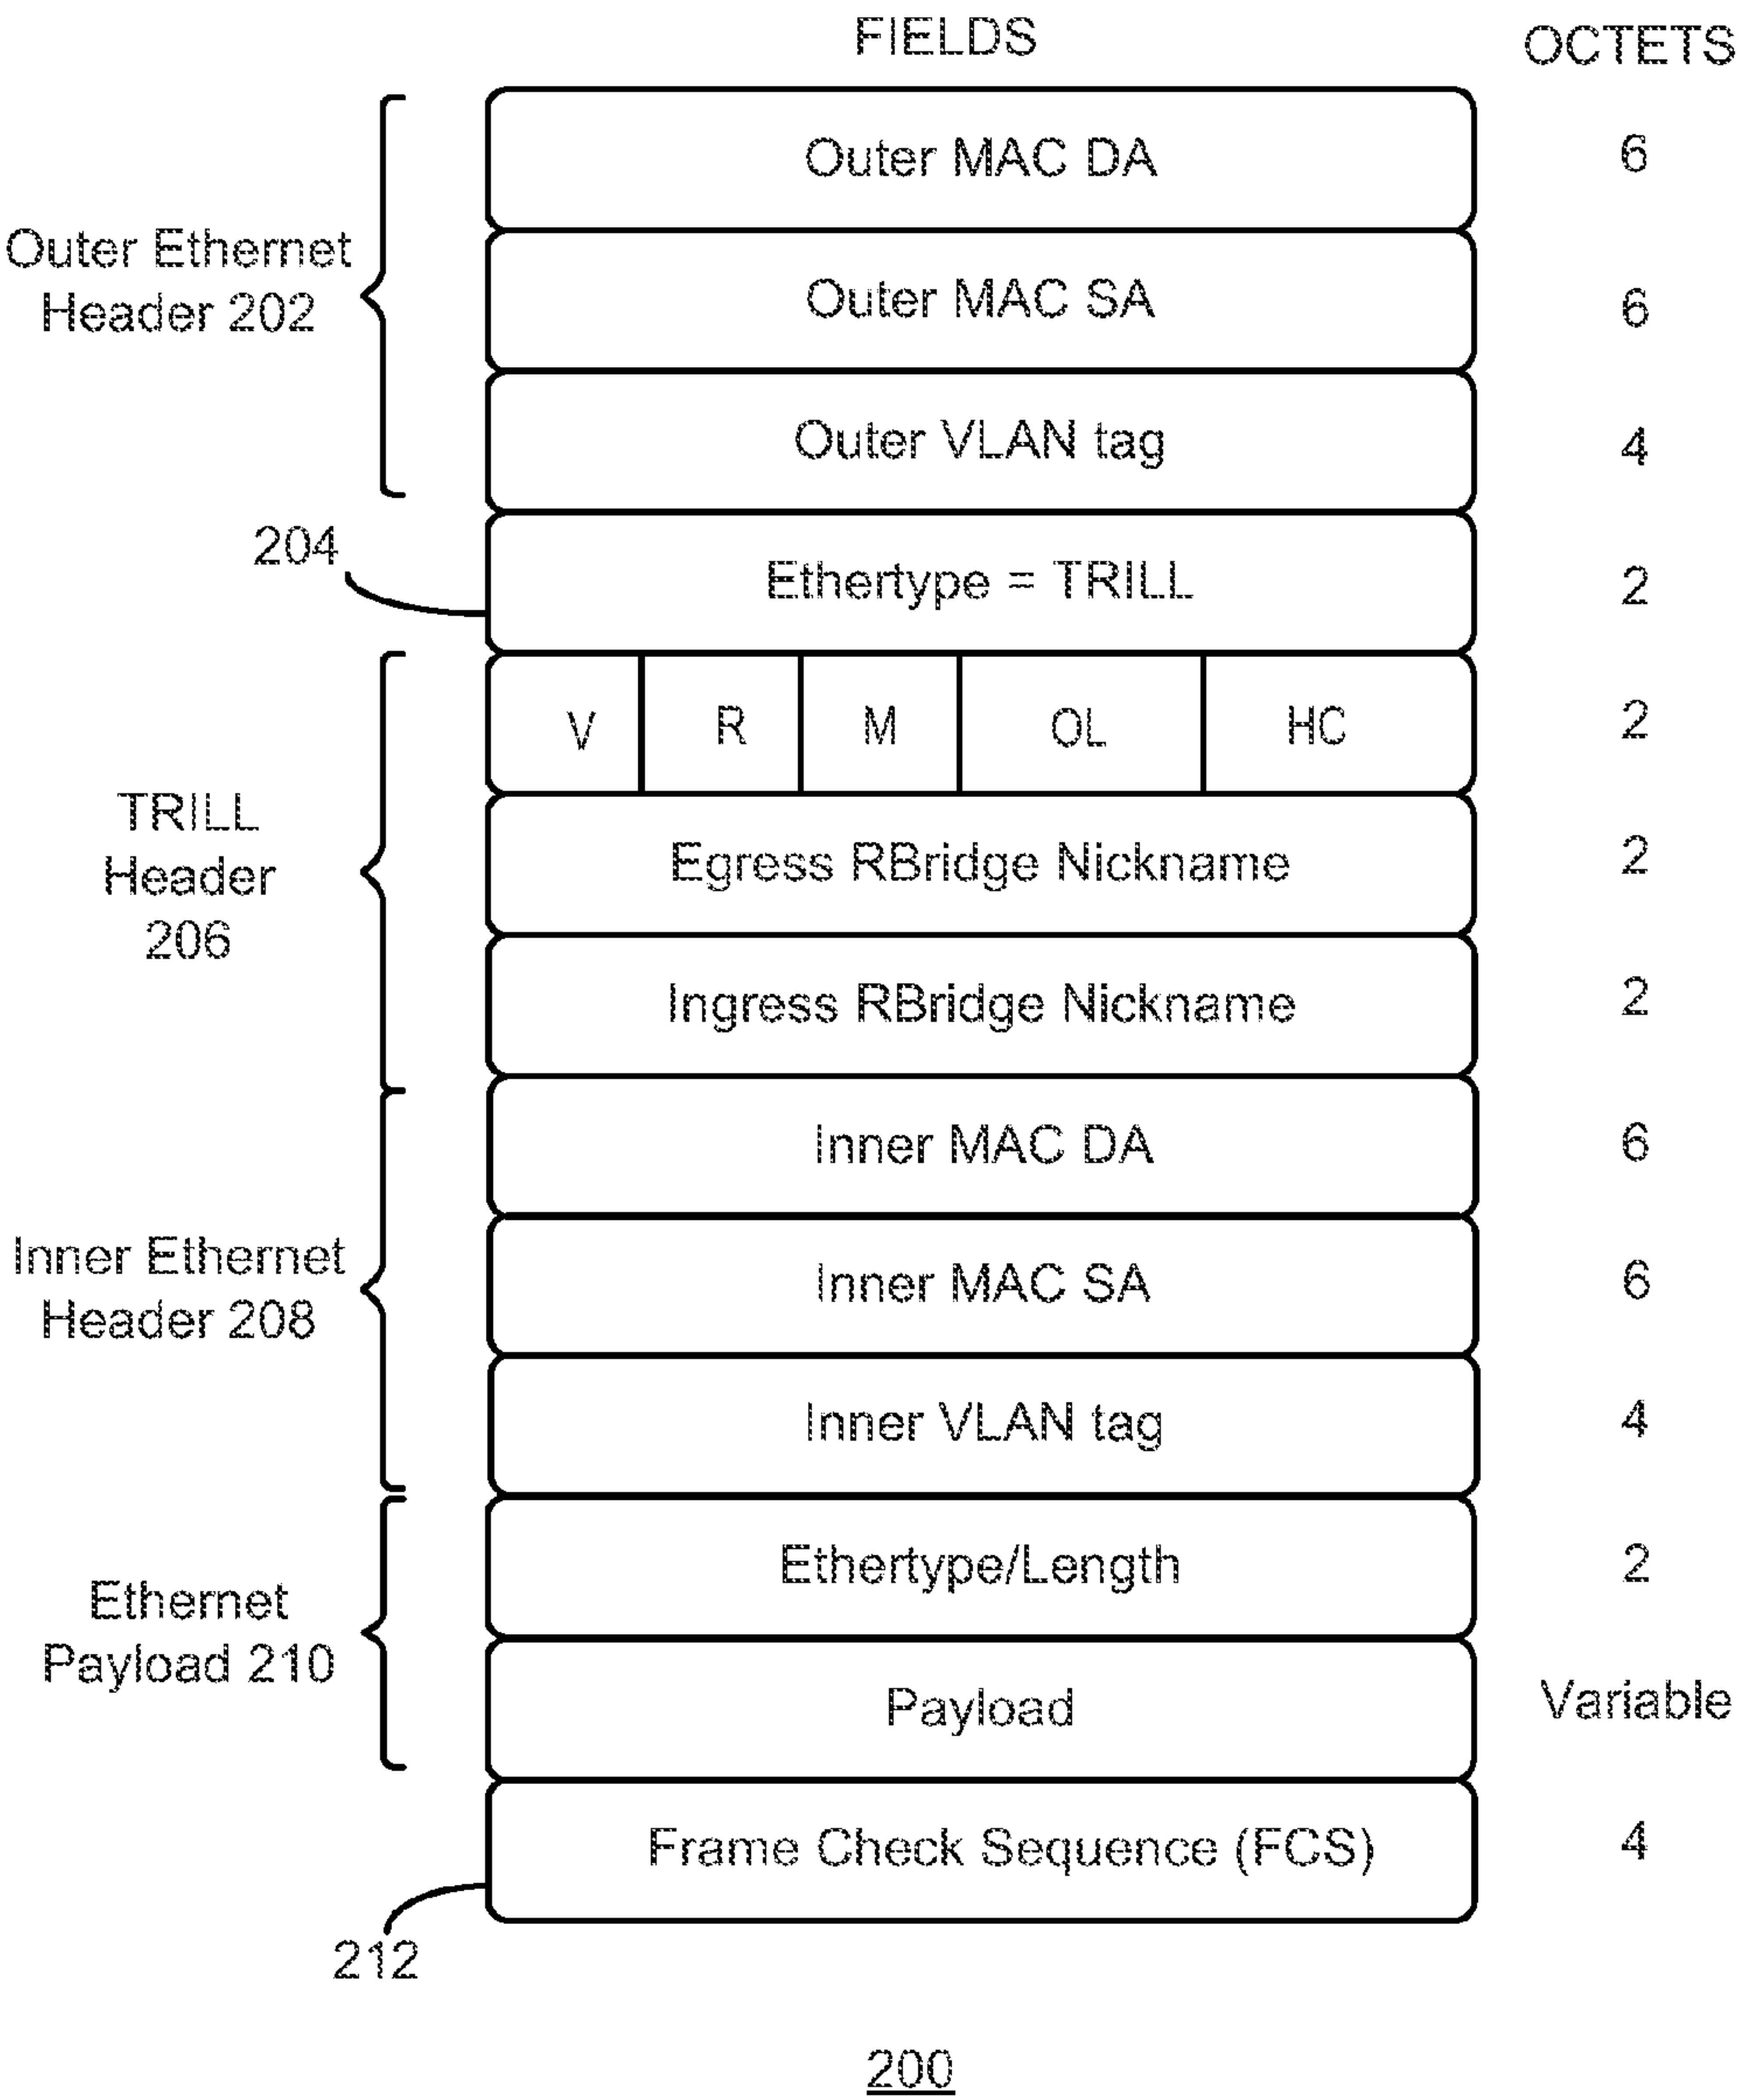 FIELDS OCTETS
Outer MAC DA 6
Outer Ethernet
Header 202
Outer MAC SA 6
Outer VLAN tag 4
204
Ethertype = TRILL 2
V R M OL HC 2
TRILL
Header
206
Egress RBridge Nickname 2
Ingress RBridge Nickname 2
Inner MAC DA 6
Inner Ethernet
Header 208
Inner MAC SA 6
Inner VLAN tag 4
Ethertype/Length 2
Ethernet
Payload 210
Payload Variable
Frame Check Sequence (FCS) 4
212
200